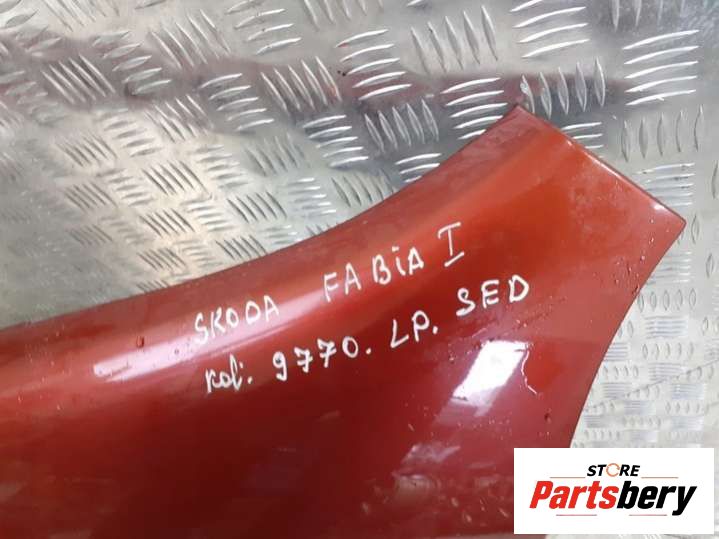 SKODA FABIA I
kol: 9770. LP. SED
STORE
Partsbery